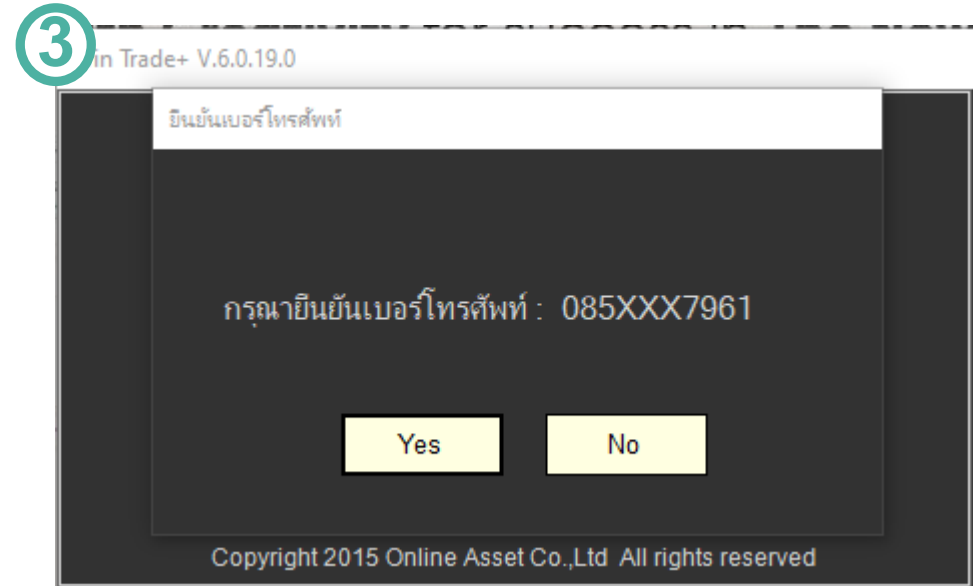 3
in Trade+ V.6.0.19.0
ยืนยันเบอร์โทรศัพท์
กรุณายืนยันเบอร์โทรศัพท์ : 085XXX7961
Yes No
Copyright 2015 Online Asset Co.,Ltd All rights reserved